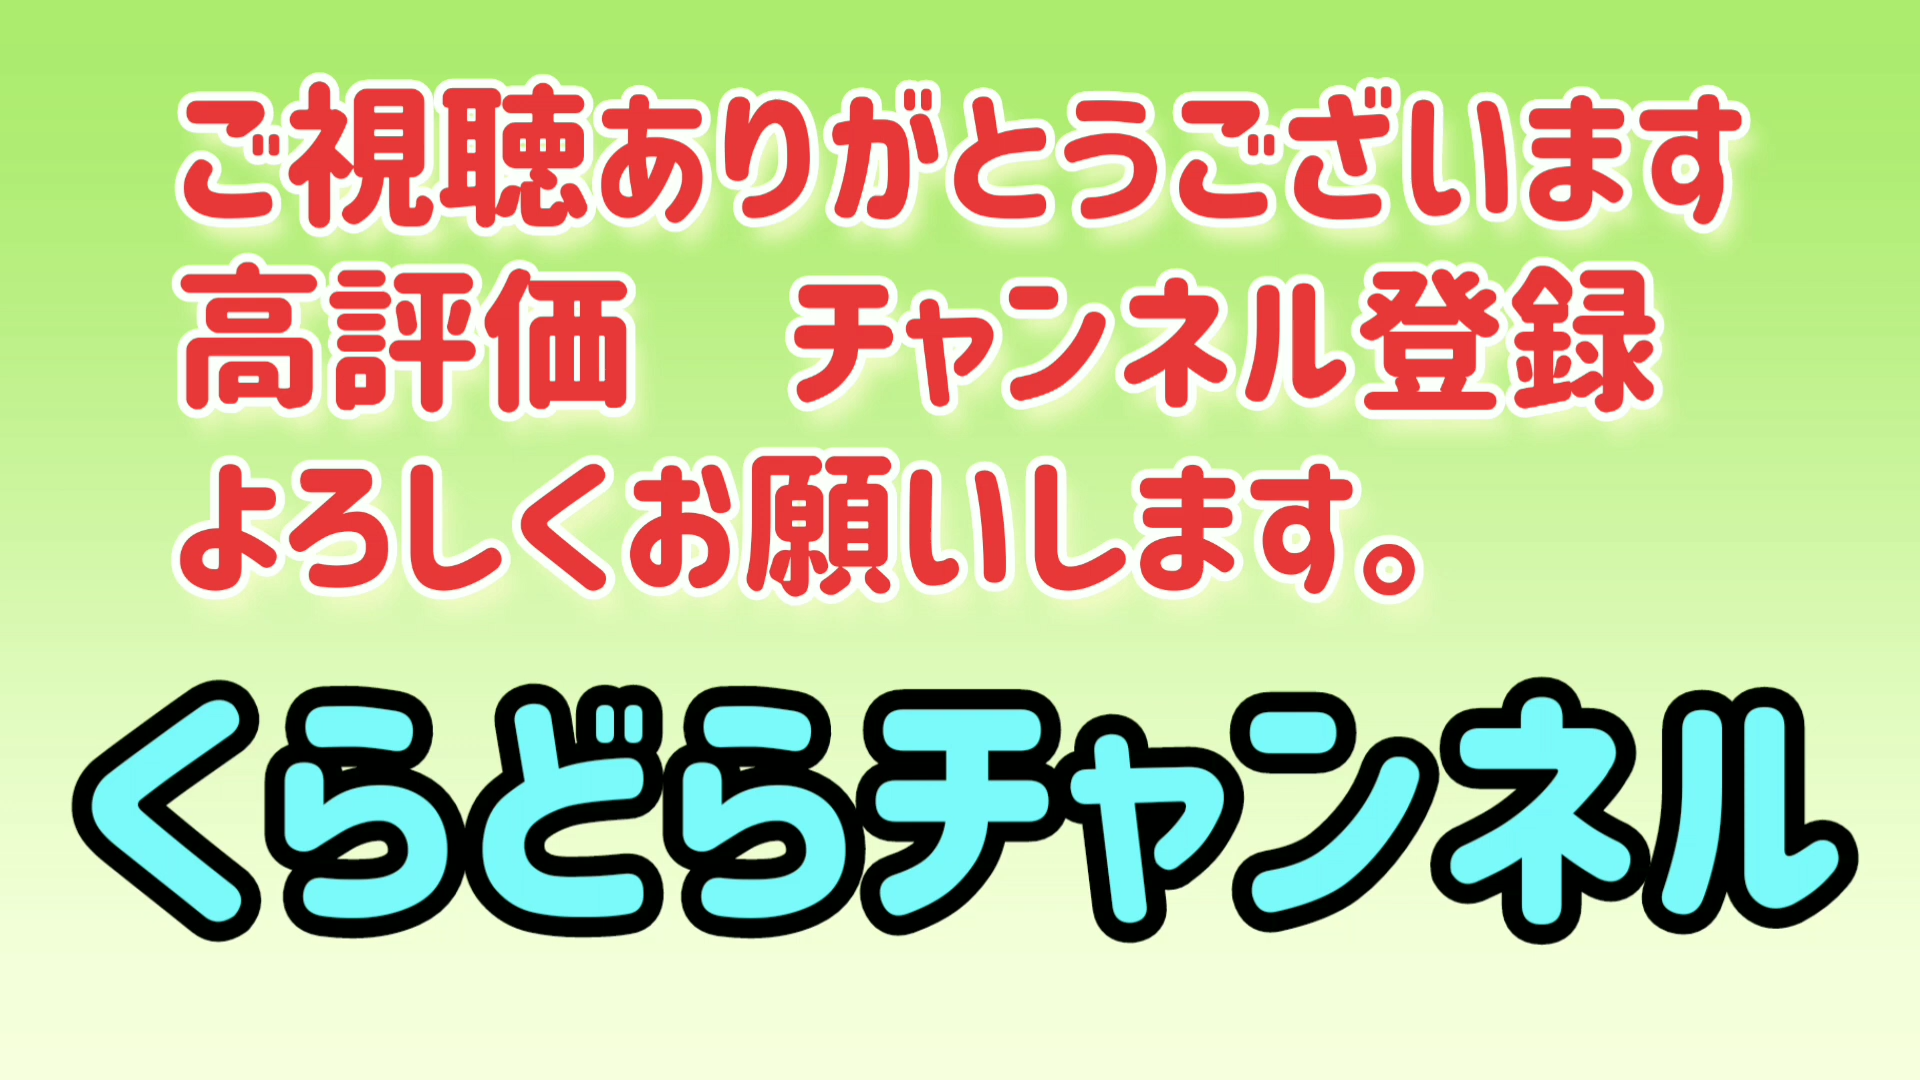 ご視聴ありがとうございます
高評価　チャンネル登録
よろしくお願いします。
くらどらチャンネル